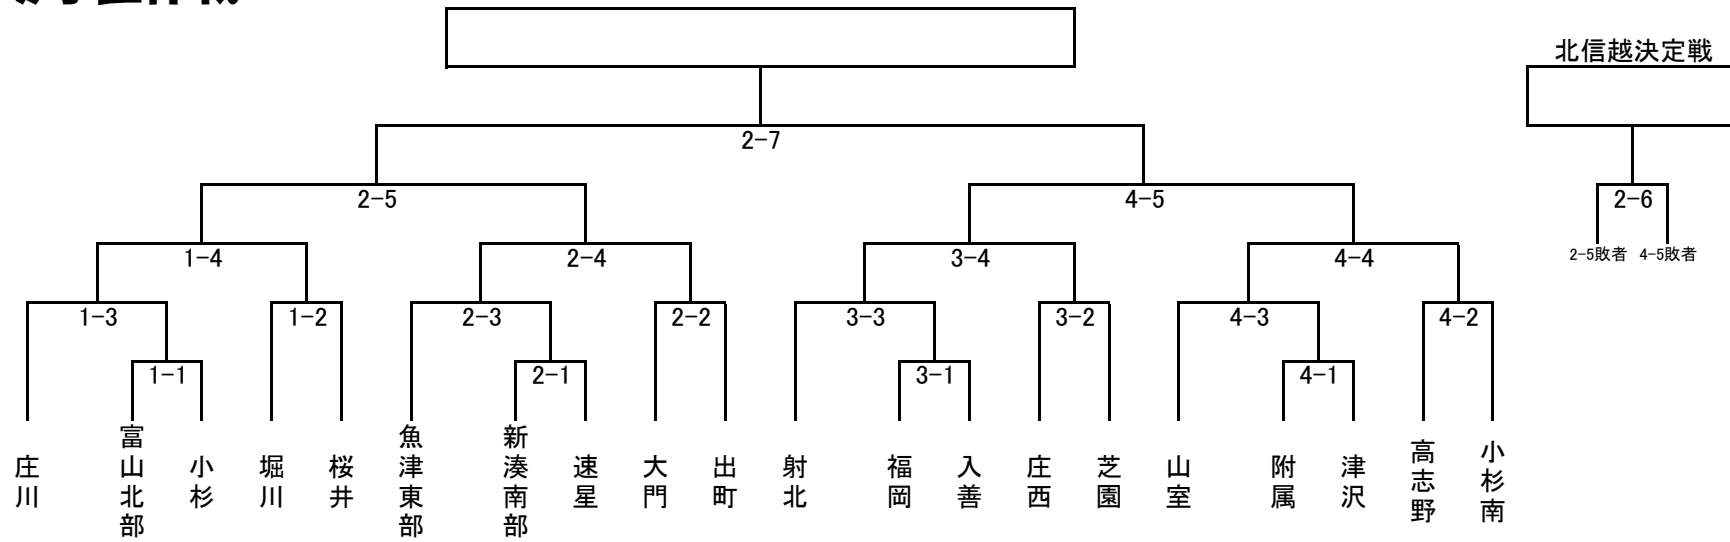 北信越決定戦
2-7
2-5
4-5
2-6
1-4
2-4
3-4
4-4
2-5敗者 4-5敗者
1-3
1-2
2-3
2-2
3-3
3-2
4-3
4-2
1-1
2-1
3-1
4-1
庄川
富山北部
小杉
堀川
桜井
魚津東部
新湊南部
速星
大門
出町
射北
福岡
入善
庄西
芝園
山室
附属
津沢
高志野
小杉南